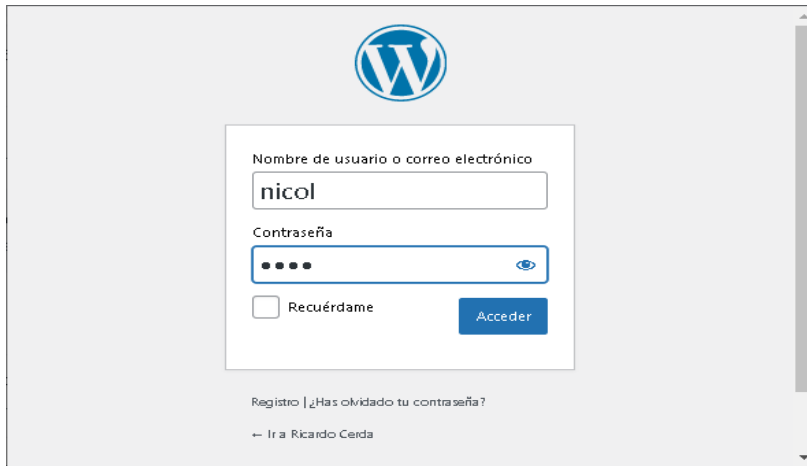 Nombre de usuario o correo electrónico
nicol
Contraseña
Recuérdame
Acceder
Registro | ¿Has olvidado tu contraseña?
← Ir a Ricardo Cerda